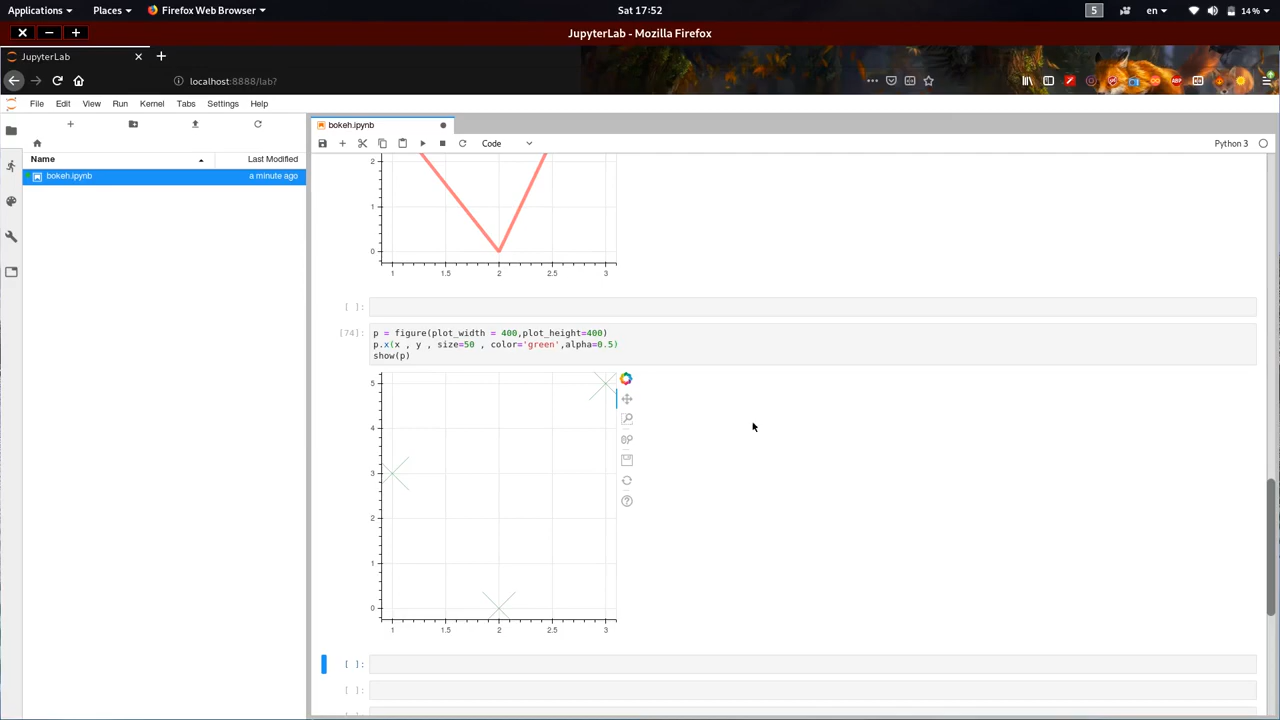 Applications Places Firefox Web Browser Sat 17:52 5 en 14 %
JupyterLab - Mozilla Firefox
JupyterLab
localhost:8888/lab?
File Edit View Run Kernel Tabs Settings Help
bokeh.ipynb
Code Python 3
Name Last Modified
bokeh.ipynb a minute ago
2
1
0
1 1.5 2 2.5 3
[ ]:
[74]: p = figure(plot_width = 400,plot_height=400)
p.x(x , y , size=50 , color='green',alpha=0.5)
show(p)
5
4
3
2
1
0
1 1.5 2 2.5 3
[ ]:
[ ]: